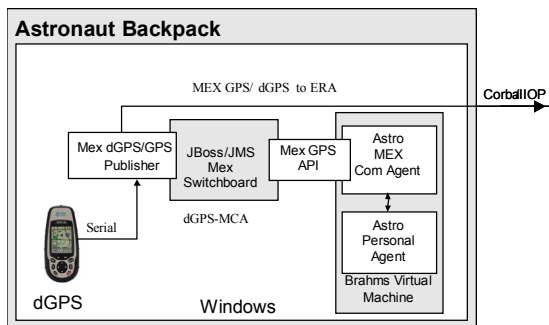 Astronaut Backpack
MEX GPS/ dGPS to ERA
CorbaIIOP
Mex dGPS/GPS
Publisher
JBoss/JMS
Mex
Switchboard
Mex GPS
API
Astro
MEX
Com Agent
dGPS-MCA
Serial
Astro
Personal
Agent
Brahms Virtual
Machine
dGPS
Windows